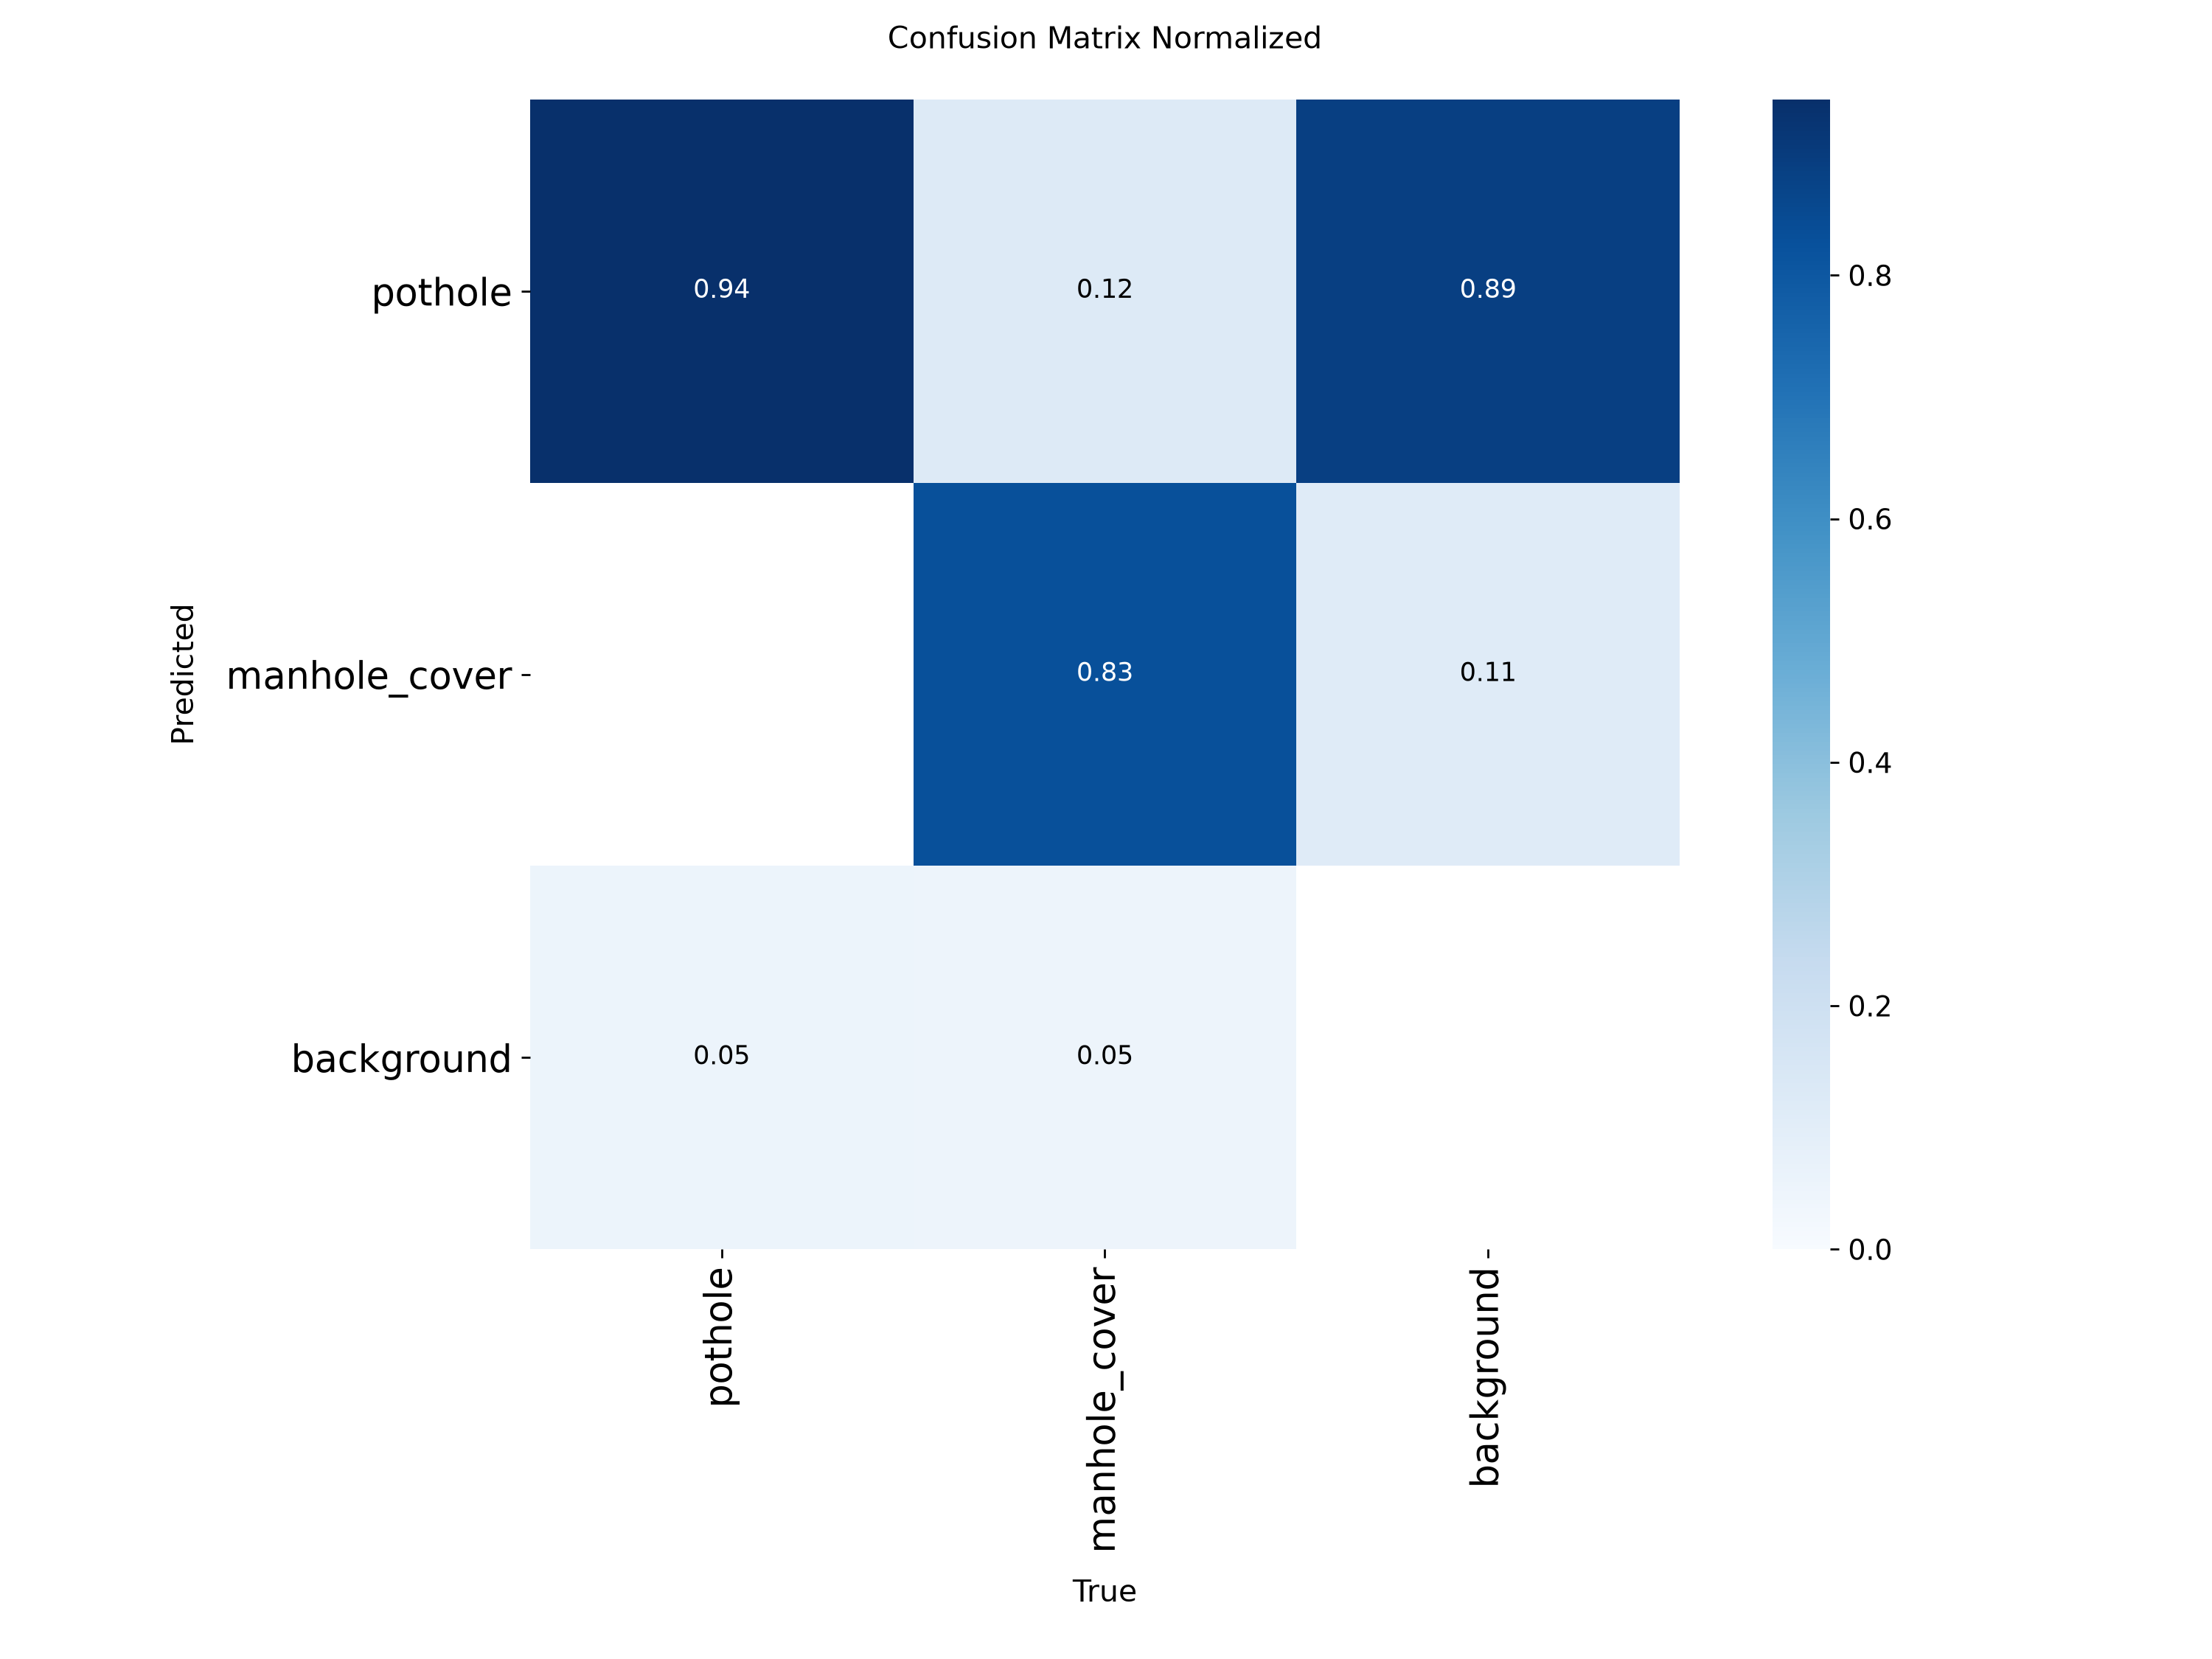 Confusion Matrix Normalized
pothole
0.94
0.12
0.89
manhole_cover
0.83
0.11
background
0.05
0.05
Predicted
pothole
manhole_cover
background
True
0.8
0.6
0.4
0.2
0.0